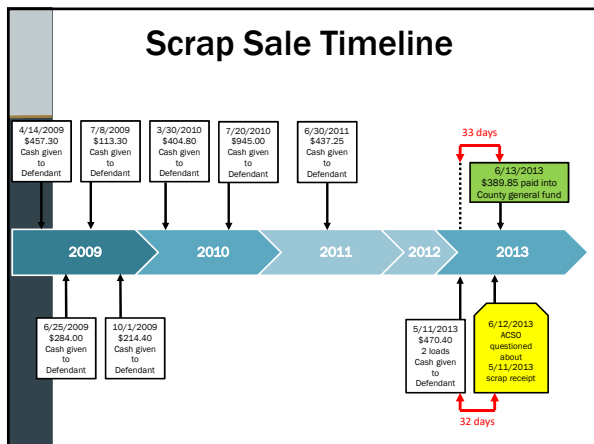 Scrap Sale Timeline
4/14/2009
$457.30
Cash given
to
Defendant
7/8/2009
$113.30
Cash given
to
Defendant
3/30/2010
$404.80
Cash given
to
Defendant
7/20/2010
$945.00
Cash given
to
Defendant
6/30/2011
$437.25
Cash given
to
Defendant
33 days
6/13/2013
$389.85 paid into
County general fund
2009
2010
2011
2012
2013
6/25/2009
$284.00
Cash given
to
Defendant
10/1/2009
$214.40
Cash given
to
Defendant
5/11/2013
$470.40
2 loads
Cash given
to
Defendant
6/12/2013
ACSO
questioned
about
5/11/2013
scrap receipt
32 days